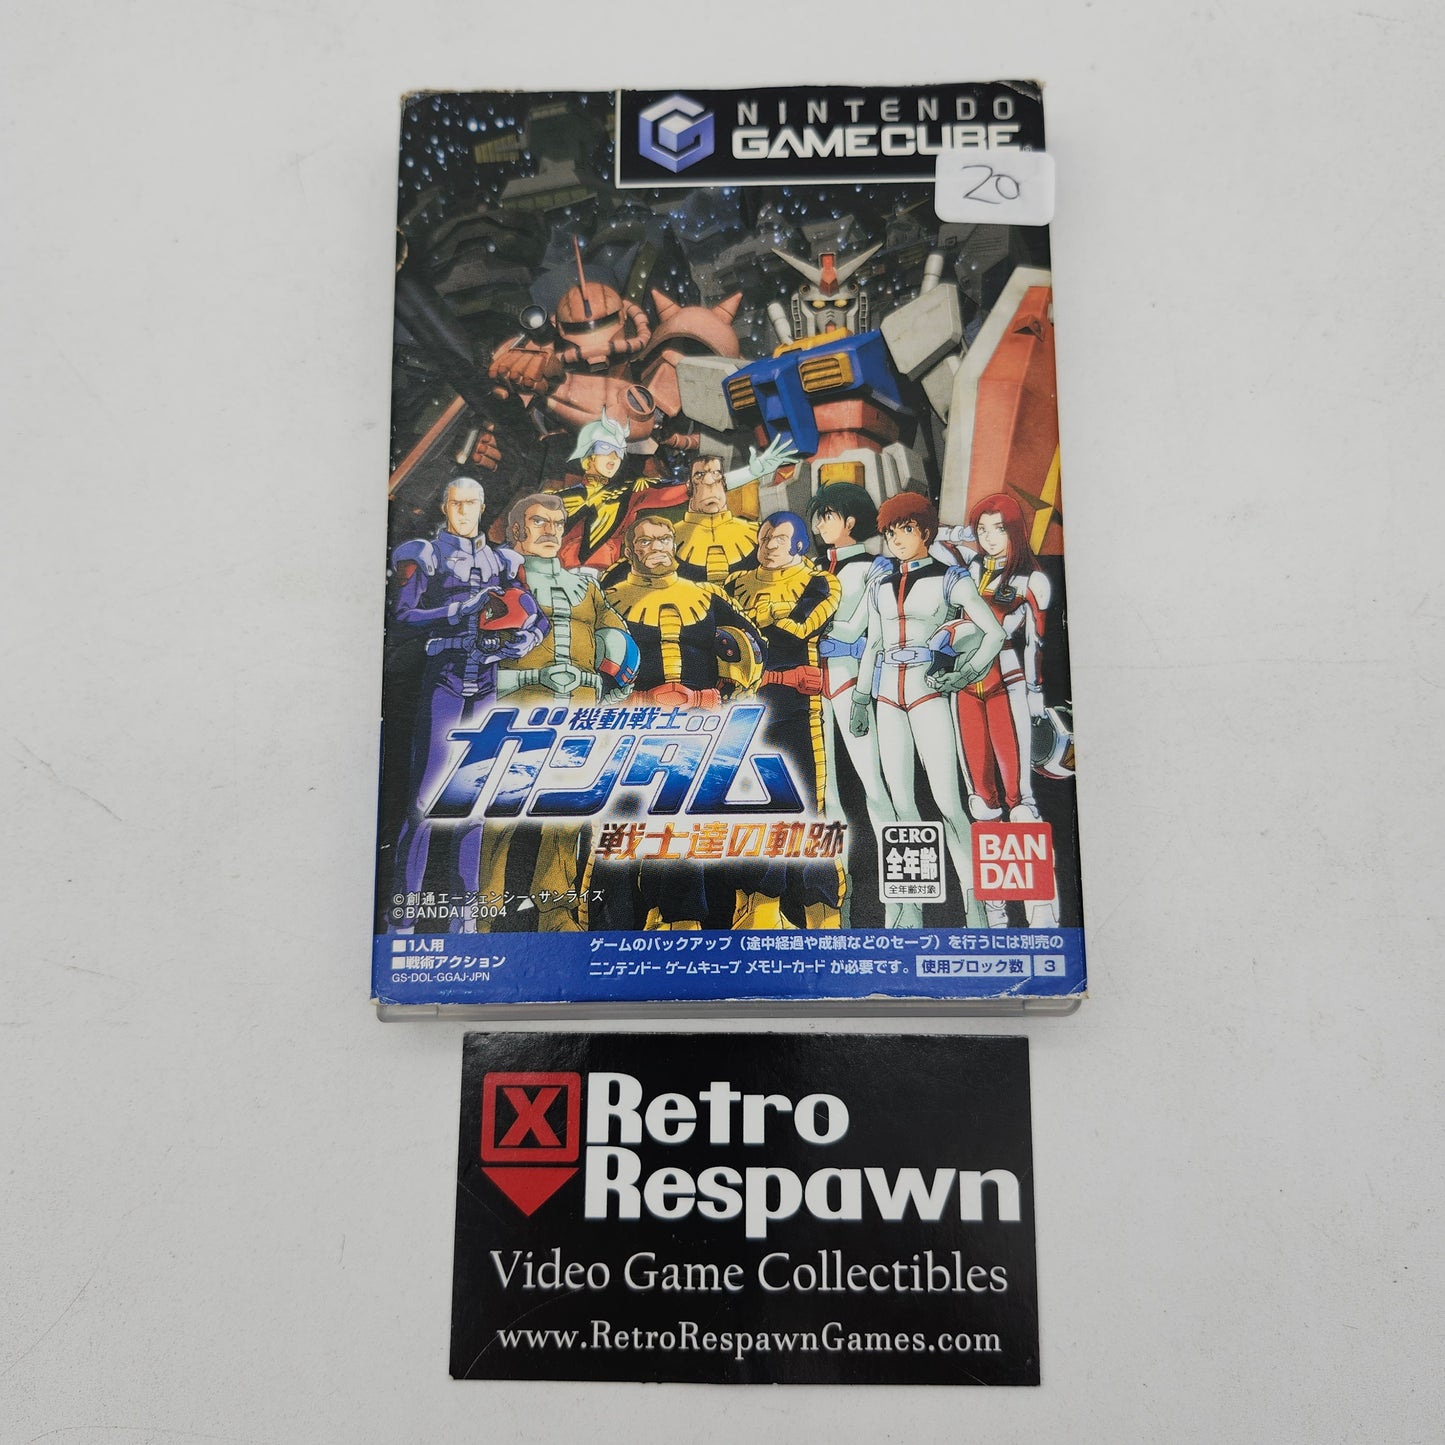 NINTENDO
GAMECUBE
20
機動戦士
ガンダム
戦士達の軌跡
CERO
全年齢
全年齢対象
BAN
DAI
©創通エージェンシー・サンライズ
©BANDAI 2004
■1人用
■戦術アクション
GS-DOL-GGAJ-JPN
ゲームのバックアップ（途中経過や成績などのセーブ）を行うには別売の
ニンテンドー ゲームキューブ メモリーカード が必要です。 使用ブロック数 3
X
Retro
Respawn
Video Game Collectibles
www.RetroRespawnGames.com